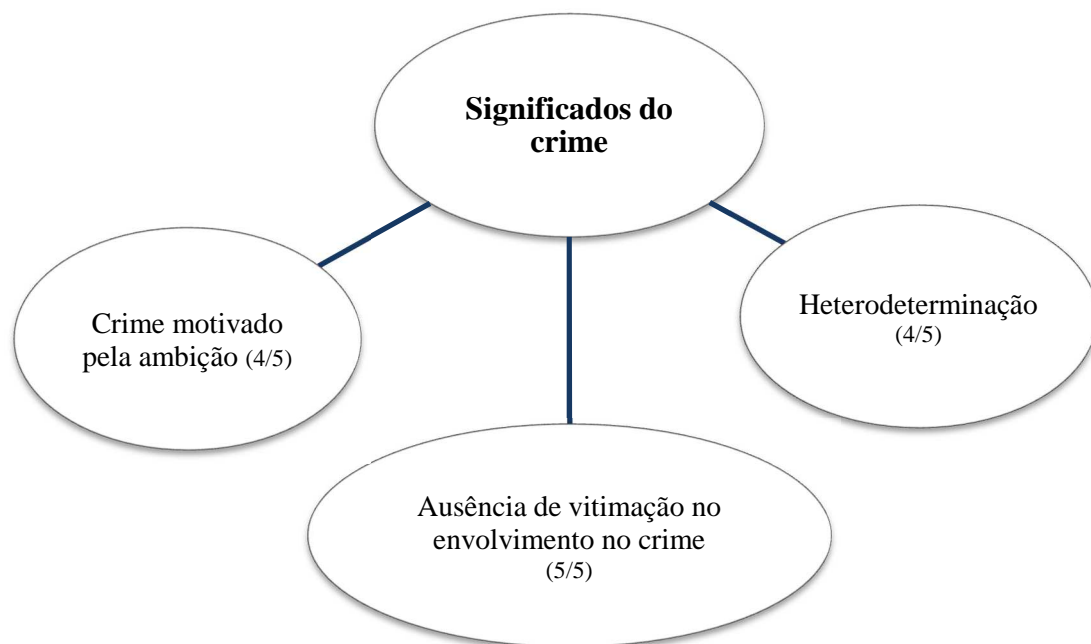 Significados do
crime
Crime motivado
pela ambição (4/5)
Heterodeterminação
(4/5)
Ausência de vitimação no
envolvimento no crime
(5/5)